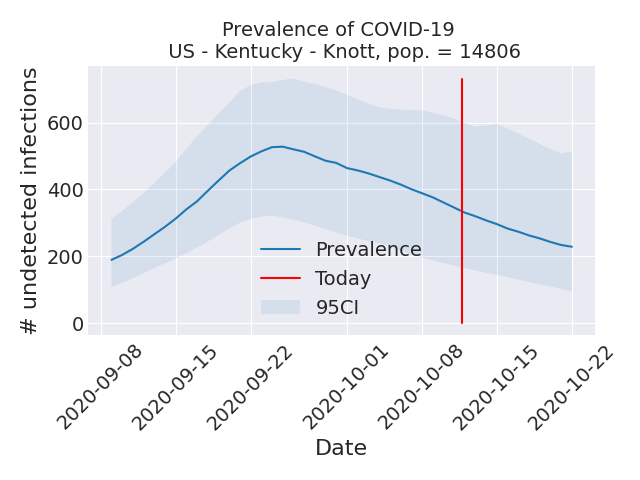 Prevalence of COVID-19
US - Kentucky - Knott, pop. = 14806
# undetected infections
600
400
200
0
Prevalence
Today
95CI
2020-09-08
2020-09-15
2020-09-22
2020-10-01
2020-10-08
2020-10-15
2020-10-22
Date